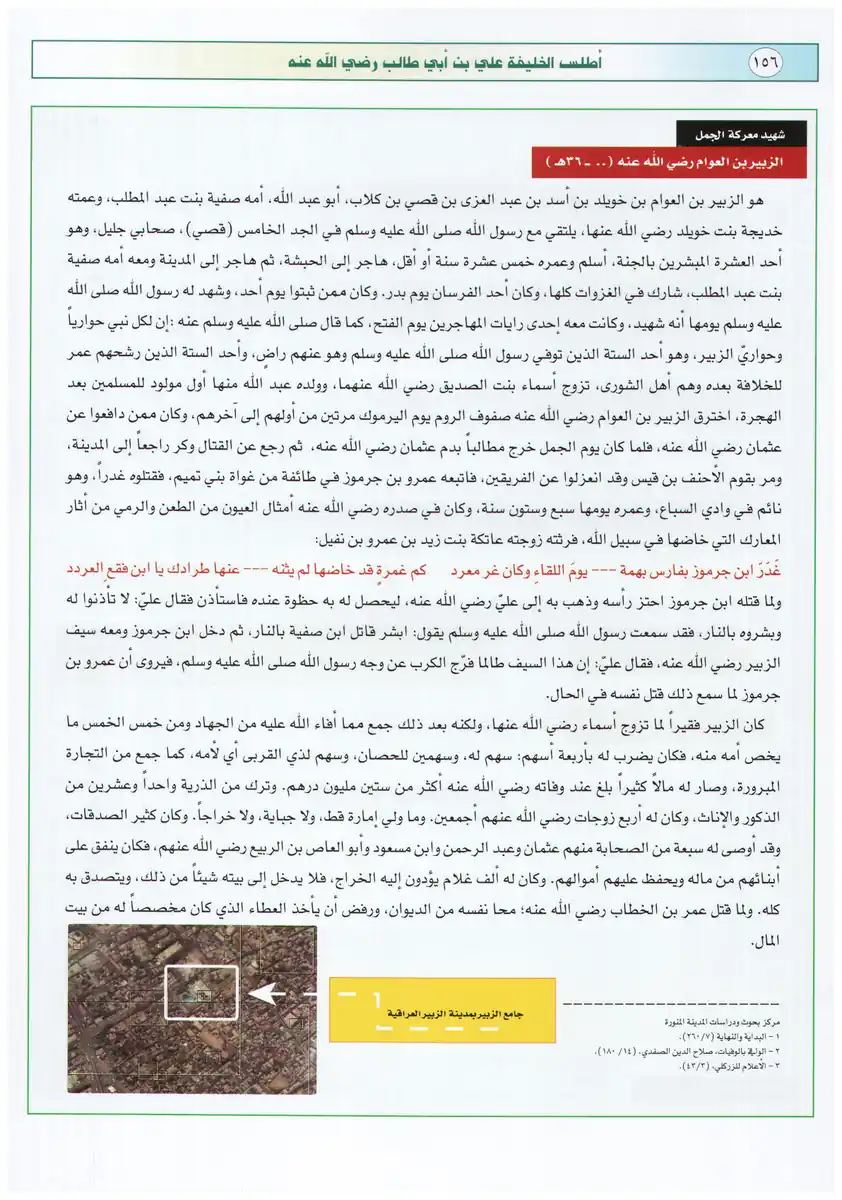 ١٥٦
أطلس الخليفة علي بن أبي طالب رضي الله عنه
شهيد معركة الجمل
الزبير بن العوام رضي الله عنه (.. - ٣٦هـ )
هو الزبير بن العوام بن خويلد بن أسد بن عبد العزى بن قصي بن كلاب، أبو عبد الله، أمه صفية بنت عبد المطلب، وعمته
خديجة بنت خويلد رضي الله عنها، يلتقي مع رسول الله صلى الله عليه وسلم في الجد الخامس (قصي)، صحابي جليل، وهو
أحد العشرة المبشرين بالجنة، أسلم وعمره خمس عشرة سنة أو أقل، هاجر إلى الحبشة، ثم هاجر إلى المدينة ومعه أمه صفية
بنت عبد المطلب، شارك في الغزوات كلها، وكان أحد الفرسان يوم بدر. وكان ممن ثبتوا يوم أحد، وشهد له رسول الله صلى الله
عليه وسلم يومها أنه شهيد، وكانت معه إحدى رايات المهاجرين يوم الفتح، كما قال صلى الله عليه وسلم عنه :إن لكل نبي حوارياً
وحواريّ الزبير، وهو أحد الستة الذين توفي رسول الله صلى الله عليه وسلم وهو عنهم راضٍ، وأحد الستة الذين رشحهم عمر
للخلافة بعده وهم أهل الشورى، تزوج أسماء بنت الصديق رضي الله عنهما، وولده عبد الله منها أول مولود للمسلمين بعد
الهجرة، اخترق الزبير بن العوام رضي الله عنه صفوف الروم يوم اليرموك مرتين من أولهم إلى آخرهم، وكان ممن دافعوا عن
عثمان رضي الله عنه، فلما كان يوم الجمل خرج مطالباً بدم عثمان رضي الله عنه، ثم رجع عن القتال وكر راجعاً إلى المدينة،
ومر بقوم الأحنف بن قيس وقد انعزلوا عن الفريقين، فاتبعه عمرو بن جرموز في طائفة من غواة بني تميم، فقتلوه غدراً، وهو
نائم في وادي السباع، وعمره يومها سبع وستون سنة، وكان في صدره رضي الله عنه أمثال العيون من الطعن والرمي من أثار
المعارك التي خاضها في سبيل الله، فرثته زوجته عاتكة بنت زيد بن عمرو بن نفيل:
غَدَرَ ابن جرموز بفارس بهمة --- يومَ اللقاءِ وكان غر معرد كم غمرةٍ قد خاضها لم يثنه --- عنها طرادك يا ابن فقعِ العردد
ولما قتله ابن جرموز احتز رأسه وذهب به إلى عليّ رضي الله عنه، ليحصل له به حظوة عنده فاستأذن فقال عليّ: لا تأذنوا له
وبشروه بالنار، فقد سمعت رسول الله صلى الله عليه وسلم يقول: ابشر قاتل ابن صفية بالنار، ثم دخل ابن جرموز ومعه سيف
الزبير رضي الله عنه، فقال عليّ: إن هذا السيف طالما فرّج الكرب عن وجه رسول الله صلى الله عليه وسلم، فيروى أن عمرو بن
جرموز لما سمع ذلك قتل نفسه في الحال.
كان الزبير فقيراً لما تزوج أسماء رضي الله عنها، ولكنه بعد ذلك جمع مما أفاء الله عليه من الجهاد ومن خمس الخمس ما
يخص أمه منه، فكان يضرب له بأربعة أسهم: سهم له، وسهمين للحصان، وسهم لذي القربى أي لأمه، كما جمع من التجارة
المبرورة، وصار له مالاً كثيراً بلغ عند وفاته رضي الله عنه أكثر من ستين مليون درهم. وترك من الذرية واحداً وعشرين من
الذكور والإناث، وكان له أربع زوجات رضي الله عنهم أجمعين. وما ولي إمارة قط، ولا جباية، ولا خراجاً. وكان كثير الصدقات،
وقد أوصى له سبعة من الصحابة منهم عثمان وعبد الرحمن وابن مسعود وأبو العاص بن الربيع رضي الله عنهم، فكان ينفق على
أبنائهم من ماله ويحفظ عليهم أموالهم. وكان له ألف غلام يؤدون إليه الخراج، فلا يدخل إلى بيته شيئاً من ذلك، ويتصدق به
كله. ولما قتل عمر بن الخطاب رضي الله عنه؛ محا نفسه من الديوان، ورفض أن يأخذ العطاء الذي كان مخصصاً له من بيت
المال.
جامع الزبير بمدينة الزبير العراقية
مركز بحوث ودراسات المدينة المنورة
١ - البداية والنهاية (٢٦٠/٧).
٢ - الوافي بالوفيات، صلاح الدين الصفدي، (١٤/ ١٨٠).
٣ - الأعلام للزركلي، (٤٣/٣).